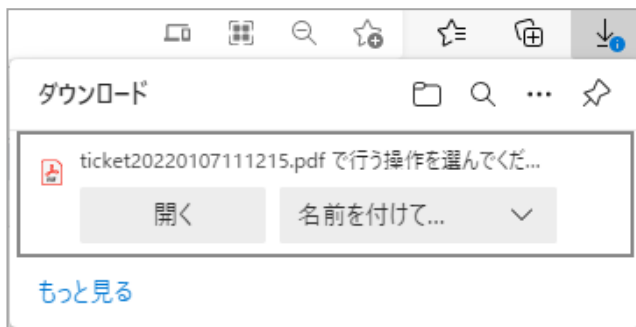 ダウンロード
ticket20220107111215.pdf で行う操作を選んでくだ...
開く
名前を付けて...
もっと見る